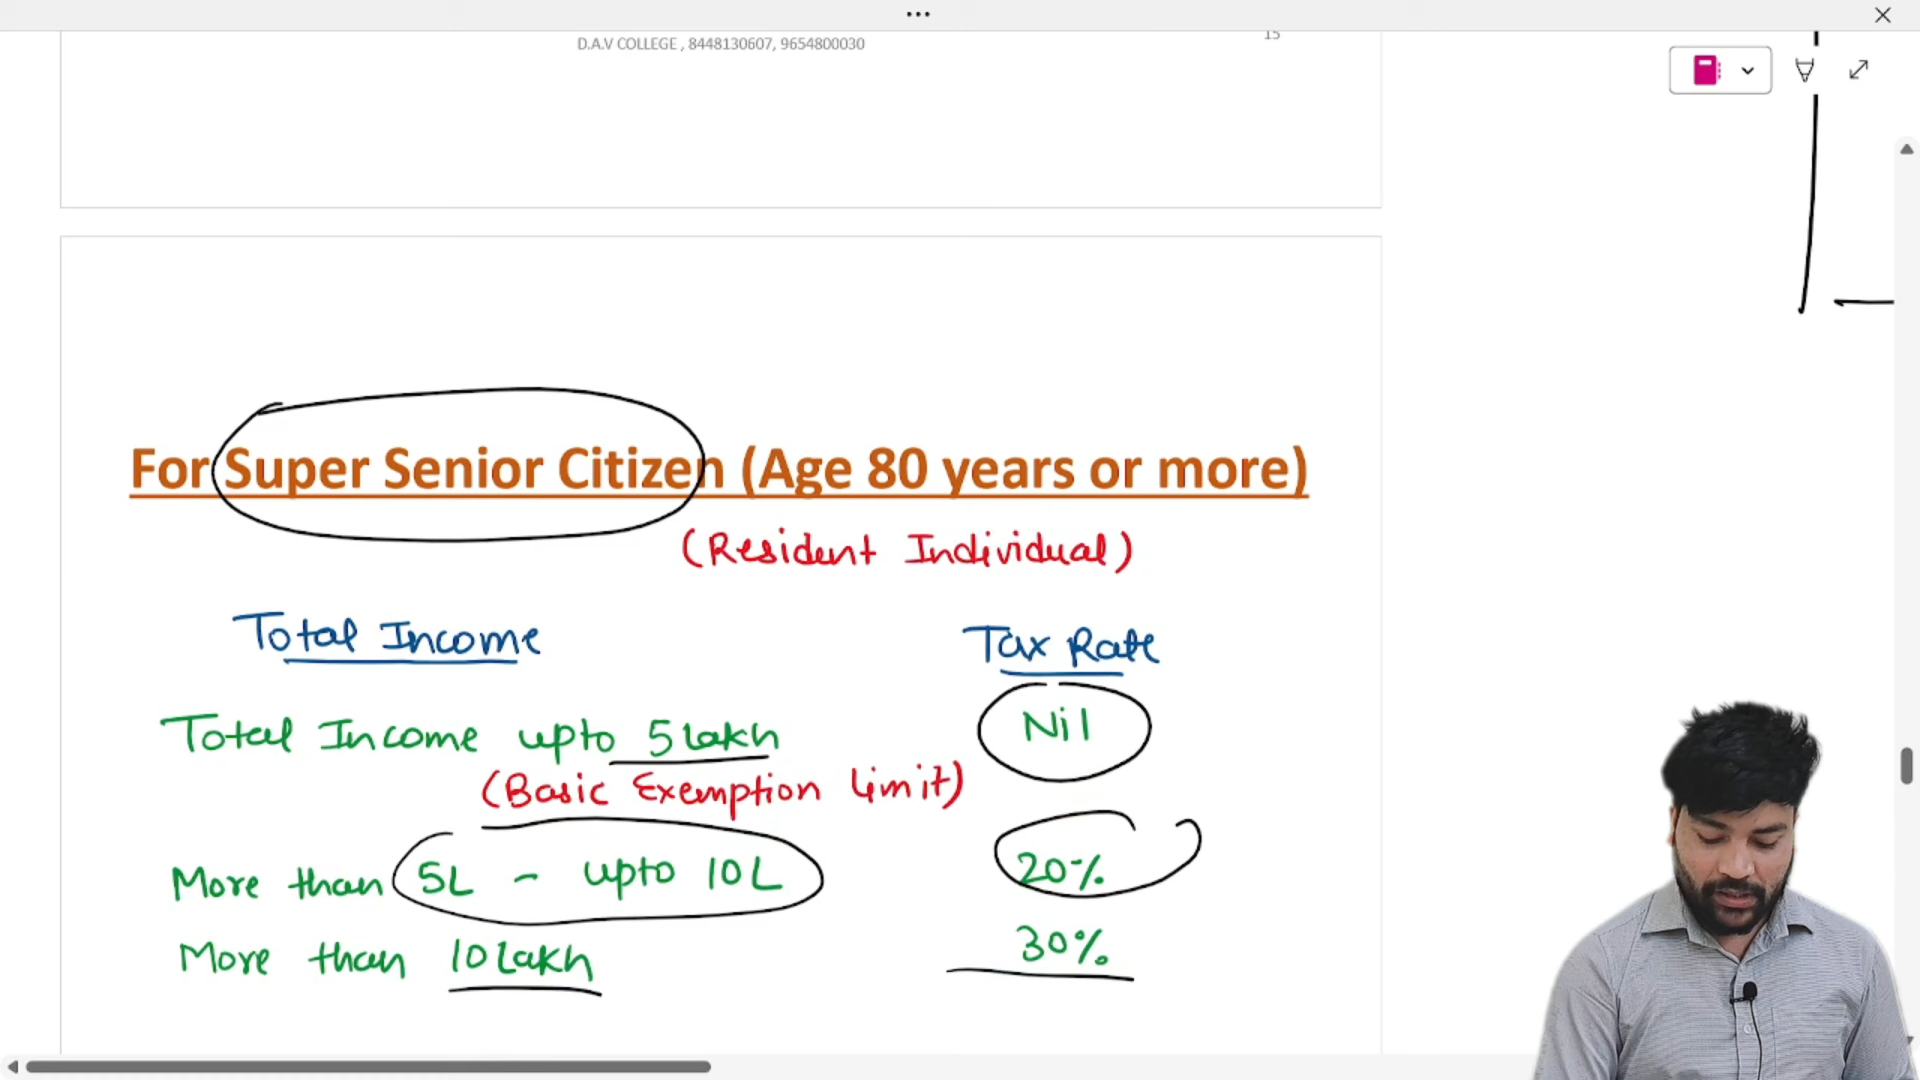 D.A.V COLLEGE , 8448130607, 9654800030
15
For Super Senior Citizen (Age 80 years or more)
(Resident Individual)
Total Income Tax Rate
Total Income upto 5 Lakh Nil
(Basic Exemption Limit)
More than 5L - upto 10L 20%
More than 10 Lakh 30%